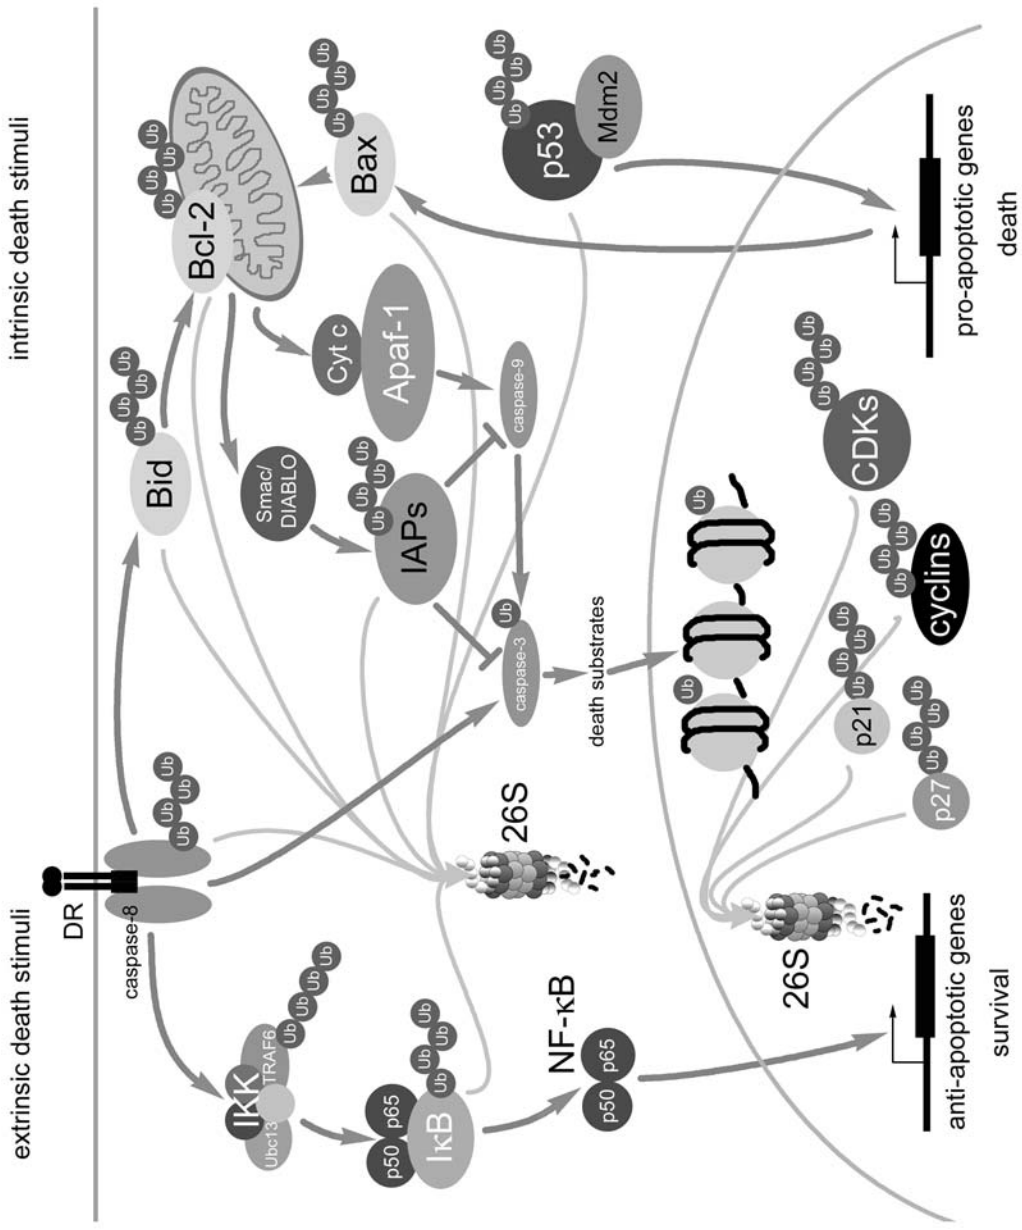 extrinsic death stimuli
intrinsic death stimuli
DR
caspase-8
Ub
Ub
Ub
Ub
Bid
Ub
Ub
Ub
Ub
Bcl-2
Ub
Ub
Ub
Ub
IKK
Ubc13
TRAF6
Ub
Ub
Ub
Ub
Smac/
DIABLO
Cyt c
Apaf-1
Bax
Ub
Ub
Ub
Ub
p50
p65
IκB
Ub
Ub
Ub
Ub
IAPs
Ub
Ub
Ub
Ub
26S
caspase-3
Ub
caspase-9
p53
Mdm2
Ub
Ub
Ub
Ub
NF-κB
p50
p65
death substrates
Ub
Ub
26S
p27
Ub
Ub
Ub
Ub
p21
Ub
Ub
Ub
Ub
cyclins
Ub
Ub
Ub
Ub
CDKs
Ub
Ub
Ub
Ub
anti-apoptotic genes
survival
pro-apoptotic genes
death